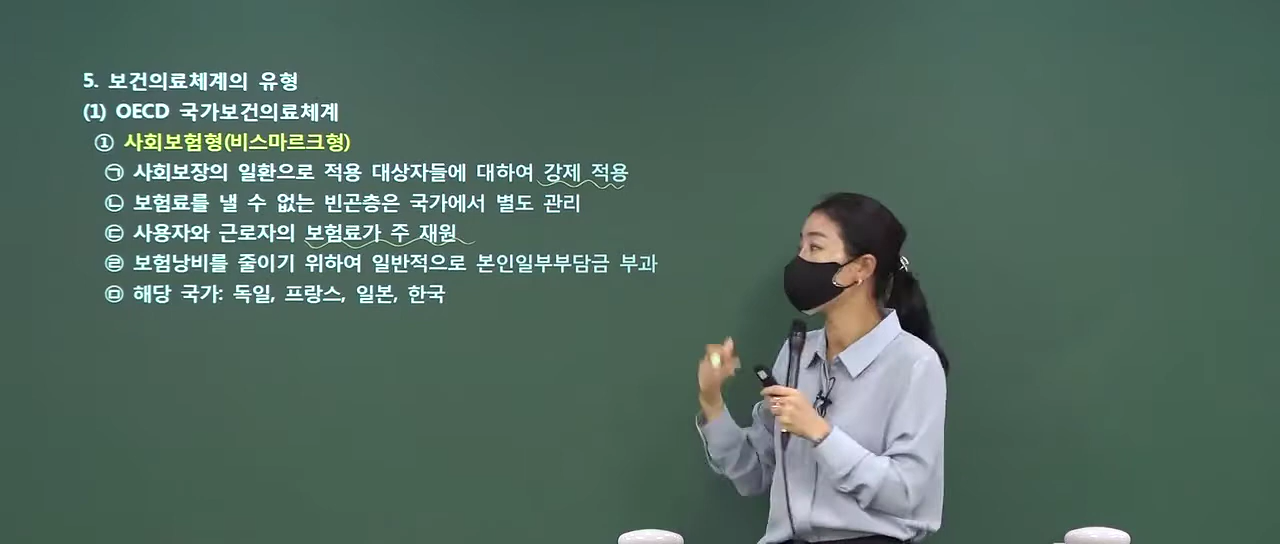 5. 보건의료체계의 유형
(1) OECD 국가보건의료체계
① 사회보험형(비스마르크형)
㉠ 사회보장의 일환으로 적용 대상자들에 대하여 강제 적용
㉡ 보험료를 낼 수 없는 빈곤층은 국가에서 별도 관리
㉢ 사용자와 근로자의 보험료가 주 재원
㉣ 보험낭비를 줄이기 위하여 일반적으로 본인일부부담금 부과
㉤ 해당 국가: 독일, 프랑스, 일본, 한국